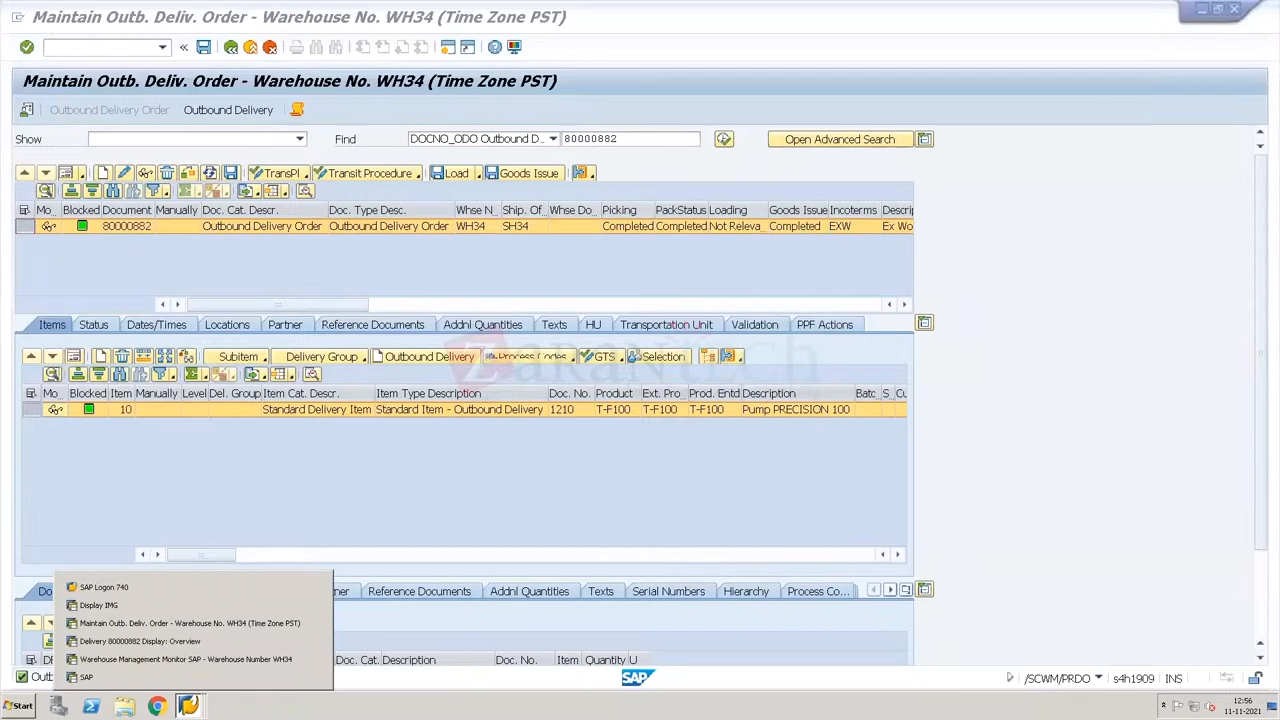 Maintain Outb. Deliv. Order - Warehouse No. WH34 (Time Zone PST)
Maintain Outb. Deliv. Order - Warehouse No. WH34 (Time Zone PST)
Outbound Delivery Order Outbound Delivery
Show Find DOCNO_ODO Outbound D... 80000882 Open Advanced Search
TransPl Transit Procedure Load Goods Issue
Mo... Blocked Document Manually Doc. Cat. Descr. Doc. Type Desc. Whse N... Ship. Of... Whse Do... Picking PackStatus Loading Goods Issue Incoterms Descri
80000882 Outbound Delivery Order Outbound Delivery Order WH34 SH34 Completed Completed Not Releva... Completed EXW Ex Wo
Items Status Dates/Times Locations Partner Reference Documents Addnl Quantities Texts HU Transportation Unit Validation PPF Actions
Subitem Delivery Group Outbound Delivery Process Codes GTS Selection
ZARANTECH
Mo... Blocked Item Manually Level Del. Group Item Cat. Descr. Item Type Description Doc. No. Product Ext. Pro... Prod. Entd Description Batc... S... Cu
10 Standard Delivery Item Standard Item - Outbound Delivery 1210 T-F100 T-F100 T-F100 Pump PRECISION 100
Do ner Reference Documents Addnl Quantities Texts Serial Numbers Hierarchy Process Co...
SAP Logon 740
Display IMG
Maintain Outb. Deliv. Order - Warehouse No. WH34 (Time Zone PST)
Delivery 80000882 Display: Overview
Warehouse Management Monitor SAP - Warehouse Number WH34
SAP
Doc. Cat. Description Doc. No. Item Quantity U
Outb SAP /SCWM/PRDO s4h1909 INS
Start 12:56
11-11-2021